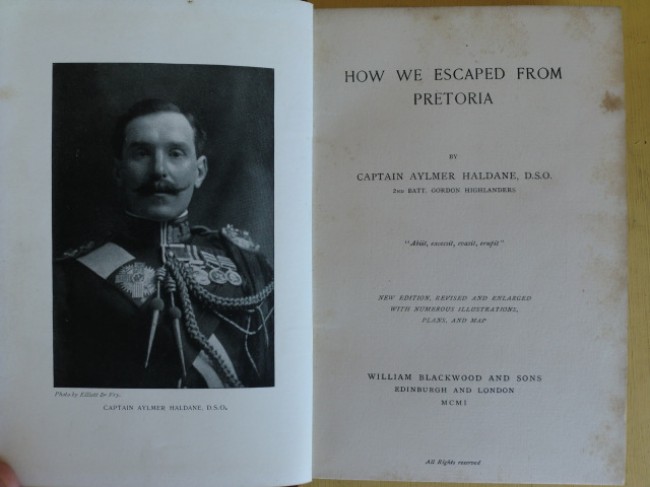 Photo by Elliott & Fry.
CAPTAIN AYLMER HALDANE, D.S.O.
HOW WE ESCAPED FROM
PRETORIA
BY
CAPTAIN AYLMER HALDANE, D.S.O.
2ND BATT. GORDON HIGHLANDERS
"Abiit, excessit, evasit, erupit"
NEW EDITION, REVISED AND ENLARGED
WITH NUMEROUS ILLUSTRATIONS,
PLANS, AND MAP
WILLIAM BLACKWOOD AND SONS
EDINBURGH AND LONDON
MCMI
All Rights reserved